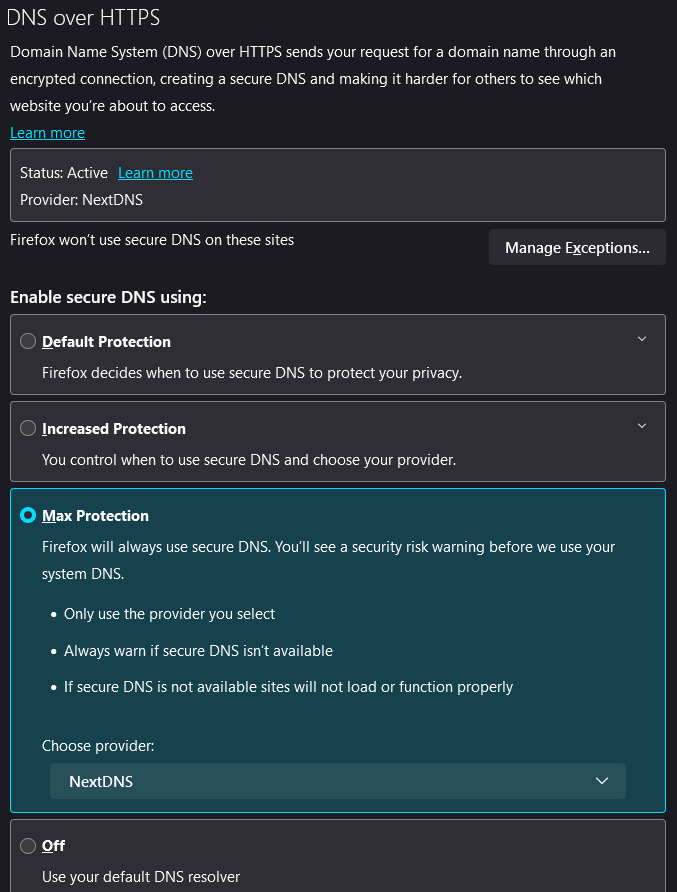 DNS over HTTPS
Domain Name System (DNS) over HTTPS sends your request for a domain name through an
encrypted connection, creating a secure DNS and making it harder for others to see which
website you’re about to access.
Learn more
Status: Active Learn more
Provider: NextDNS
Firefox won’t use secure DNS on these sites
Manage Exceptions...
Enable secure DNS using:
Default Protection
Firefox decides when to use secure DNS to protect your privacy.
Increased Protection
You control when to use secure DNS and choose your provider.
Max Protection
Firefox will always use secure DNS. You’ll see a security risk warning before we use your
system DNS.
• Only use the provider you select
• Always warn if secure DNS isn’t available
• If secure DNS is not available sites will not load or function properly
Choose provider:
NextDNS
Off
Use your default DNS resolver